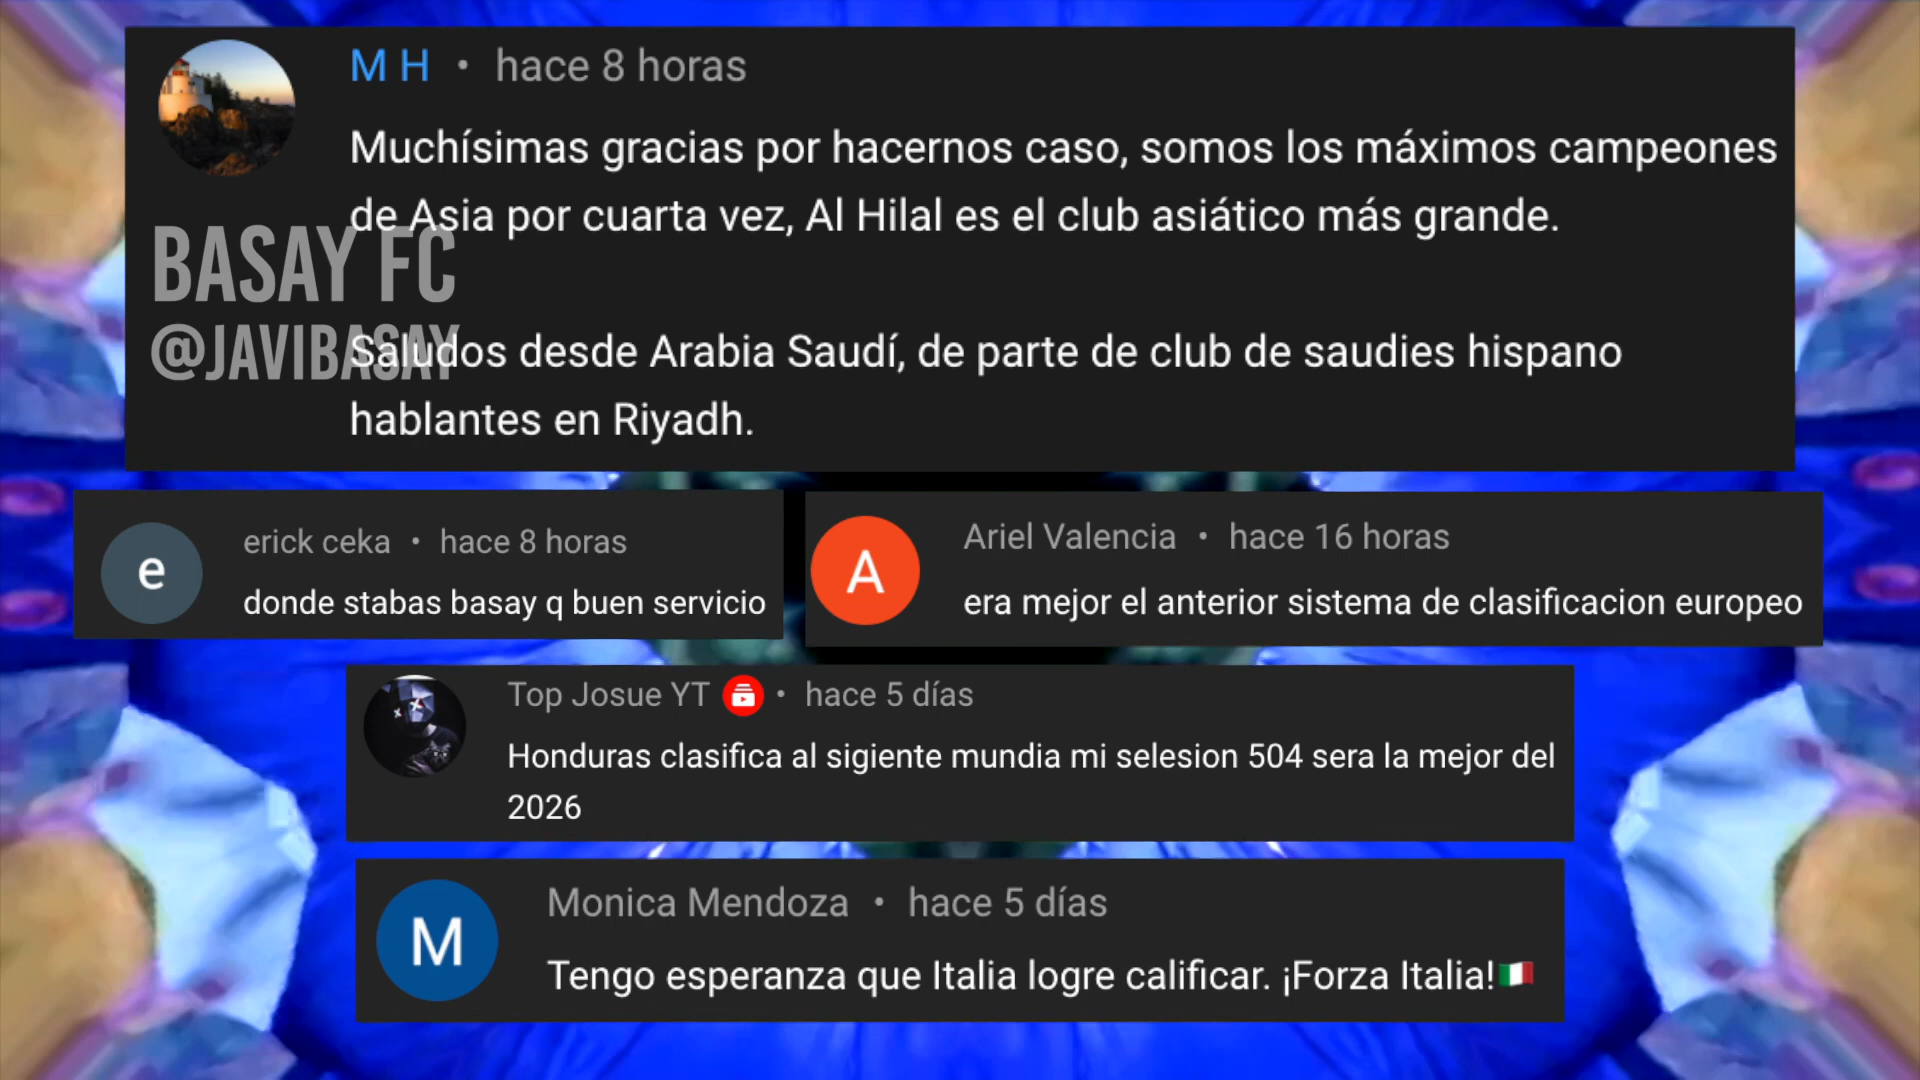 M H • hace 8 horas
Muchísimas gracias por hacernos caso, somos los máximos campeones
de Asia por cuarta vez, Al Hilal es el club asiático más grande.
BASAY FC
@JAVIBASAY
Saludos desde Arabia Saudí, de parte de club de saudies hispano
hablantes en Riyadh.
e
erick ceka • hace 8 horas
donde stabas basay q buen servicio
A
Ariel Valencia • hace 16 horas
era mejor el anterior sistema de clasificacion europeo
Top Josue YT • hace 5 días
Honduras clasifica al sigiente mundia mi selesion 504 sera la mejor del
2026
M
Monica Mendoza • hace 5 días
Tengo esperanza que Italia logre calificar. ¡Forza Italia!🇮🇹